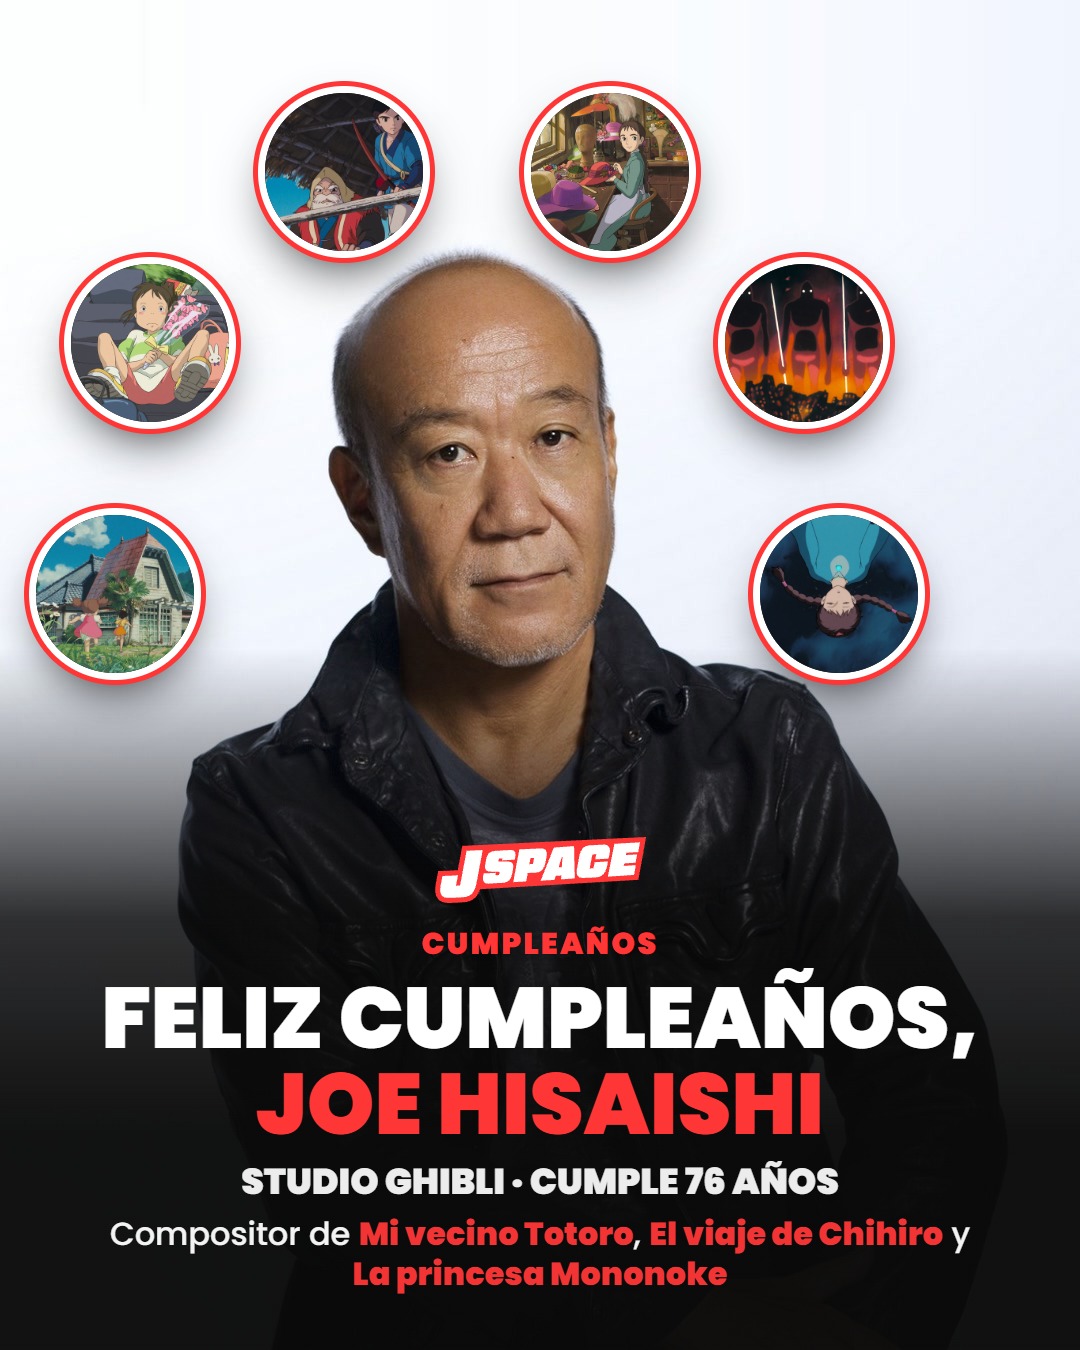 JSPACE
CUMPLEAÑOS
FELIZ CUMPLEAÑOS,
JOE HISAISHI
STUDIO GHIBLI • CUMPLE 76 AÑOS
Compositor de Mi vecino Totoro, El viaje de Chihiro y
La princesa Mononoke